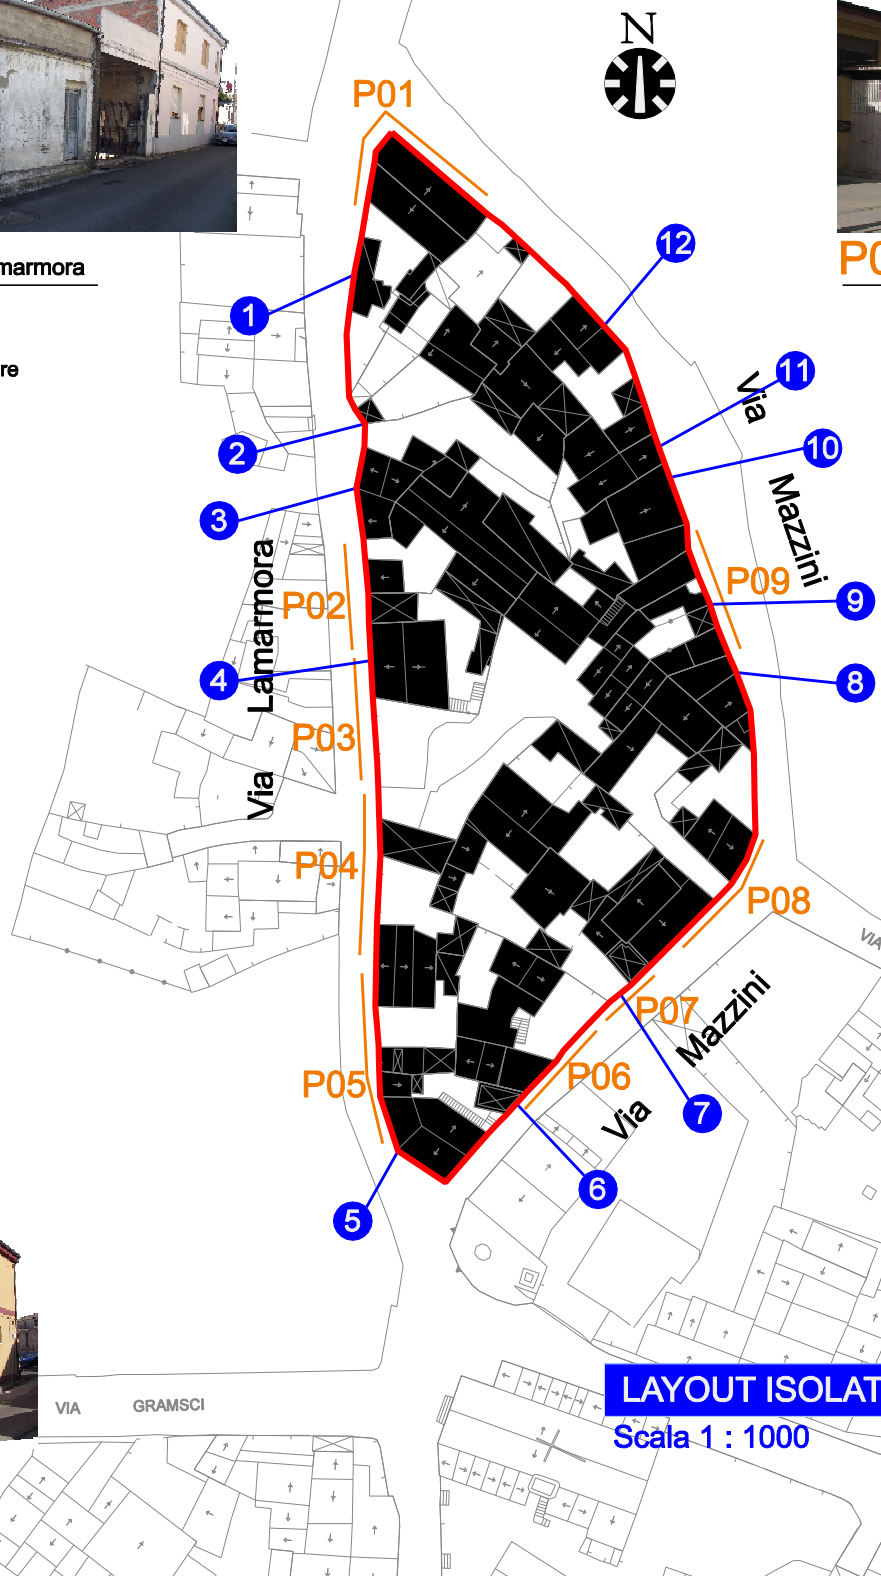 N
P01
12
marmora
P0
1
re
11
Via
2
10
3
Mazzini
Via Lamarmora
P02
P09
9
4
8
P03
P04
P08
VIA
Via Mazzini
P07
P06
P05
7
6
5
LAYOUT ISOLAT
VIA GRAMSCI
Scala 1 : 1000